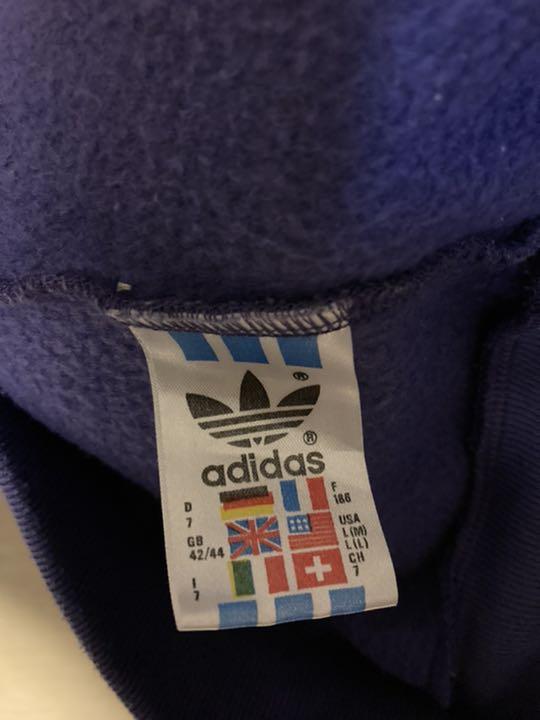 ®
®
adidas
D
7
GB
42/44
I
7
F
186
USA
L(M)
L(L)
CH
7